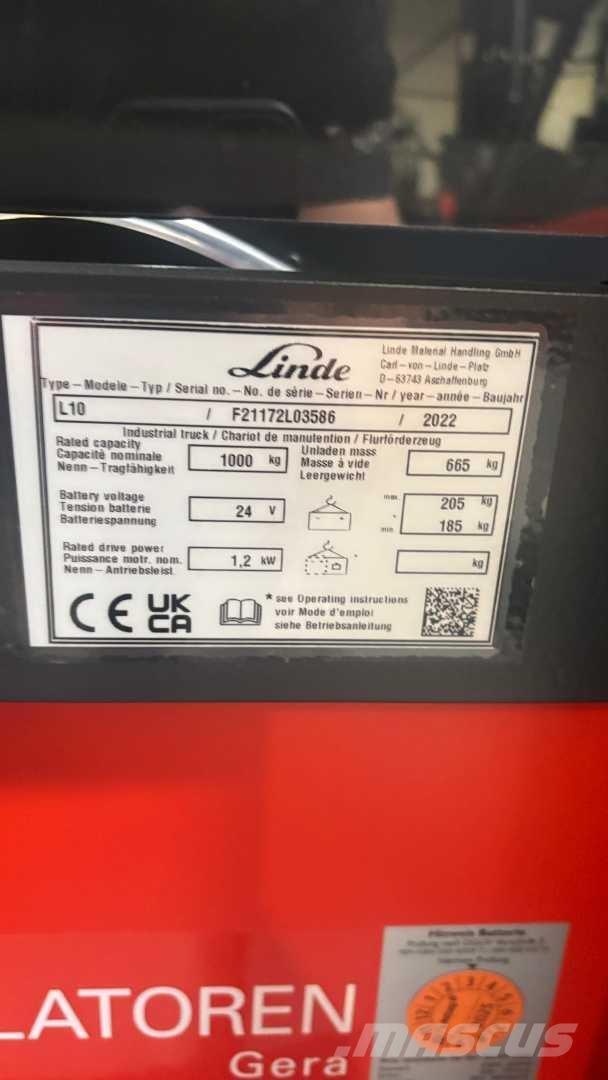 Linde
Linde Material Handling GmbH
Carl-von-Linde-Platz
D-63743 Aschaffenburg
Type-Modele-Typ / Serial no.-No. de série-Serien-Nr / year-année-Baujahr
L10 / F21172L03586 / 2022
Industrial truck / Chariot de manutention / Flurförderzeug
Rated capacity
Capacité nominale
Nenn-Tragfähigkeit
1000 kg
Unladen mass
Masse à vide
Leergewicht
665 kg
Battery voltage
Tension batterie
Batteriespannung
24 V
max. 205 kg
*
min. 185 kg
Rated drive power
Puissance motr. nom.
Nenn-Antriebsleist.
1,2 kW
kg
CE UK
CA
* see Operating instructions
voir Mode d'emploi
siehe Betriebsanleitung
LATOREN
Gera
Hinweis Batterie
MASCUS